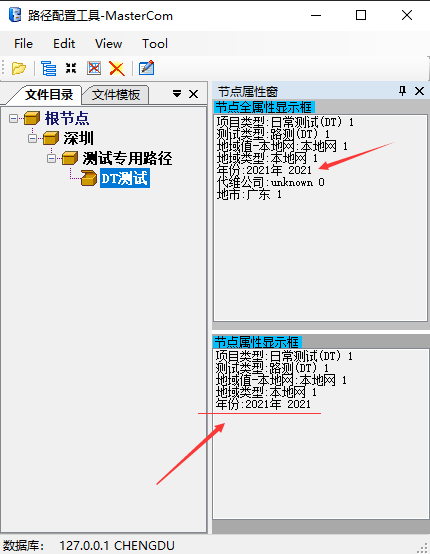 路径配置工具-MasterCom
File Edit View Tool
文件目录 文件模板
根节点
深圳
测试专用路径
DT测试
节点属性窗
节点全属性显示框
项目类型:日常测试(DT) 1
测试类型:路测(DT) 1
地域值-本地网:本地网 1
地域类型:本地网 1
年份:2021年 2021
代维公司:unknown 0
地市:广东 1
节点属性显示框
项目类型:日常测试(DT) 1
测试类型:路测(DT) 1
地域值-本地网:本地网 1
地域类型:本地网 1
年份:2021年 2021
数据库： 127.0.0.1 CHENGDU